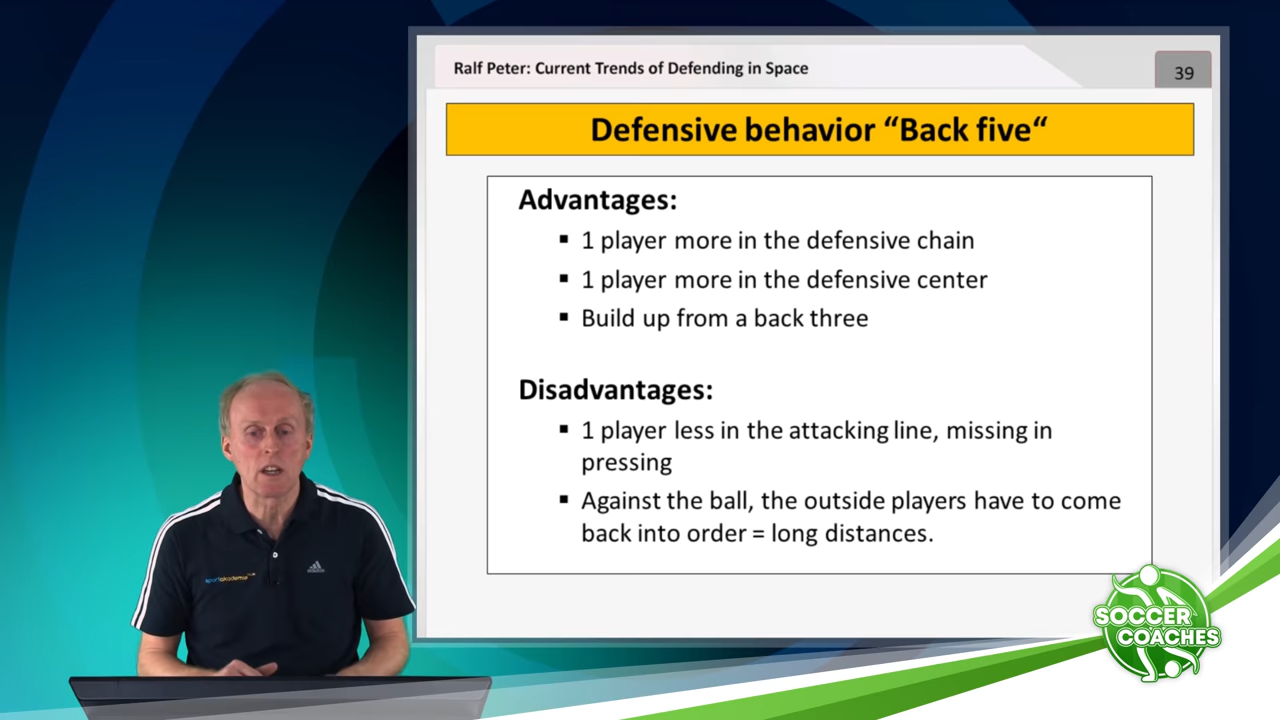 Ralf Peter: Current Trends of Defending in Space
39
Defensive behavior “Back five“
Advantages:
▪ 1 player more in the defensive chain
▪ 1 player more in the defensive center
▪ Build up from a back three
Disadvantages:
▪ 1 player less in the attacking line, missing in
pressing
▪ Against the ball, the outside players have to come
back into order = long distances.
sportakademie
SOCCER
COACHES